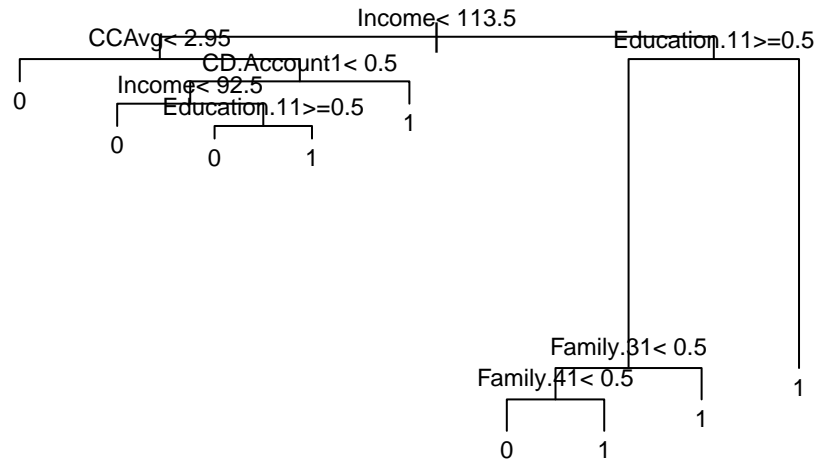 Income< 113.5
CCAvg< 2.95
Education.11>=0.5
CD.Account1< 0.5
Income< 92.5
0
Education.11>=0.5
1
0
0
1
Family.31< 0.5
Family.41< 0.5
1
1
0
1